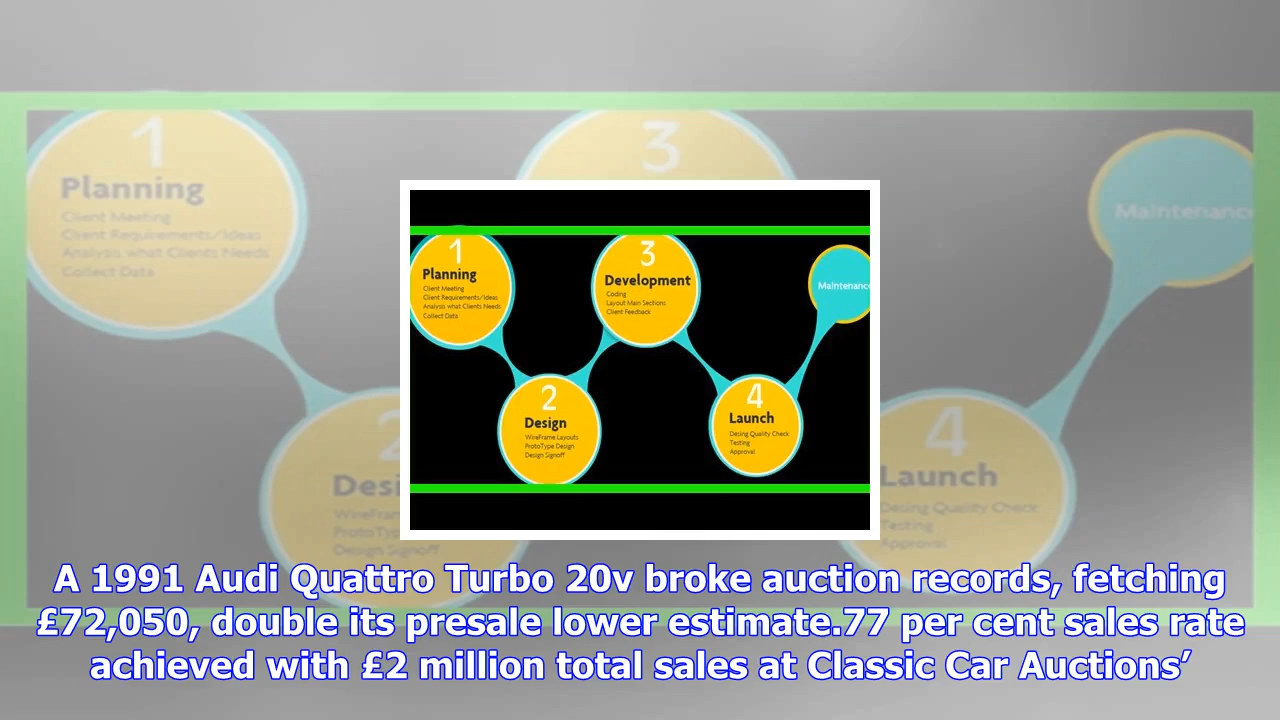 1
Planning
Client Meeting
Client Requirements/Ideas
Analysis what Clients Needs
Collect Data
3
Development
Coding
Layout Main Sections
Client Feedback
Maintenanc
2
Design
WireFrame Layouts
ProtoType Design
Design Signoff
4
Launch
Desing Quality Check
Testing
Approval
A 1991 Audi Quattro Turbo 20v broke auction records, fetching
£72,050, double its presale lower estimate.77 per cent sales rate
achieved with £2 million total sales at Classic Car Auctions’